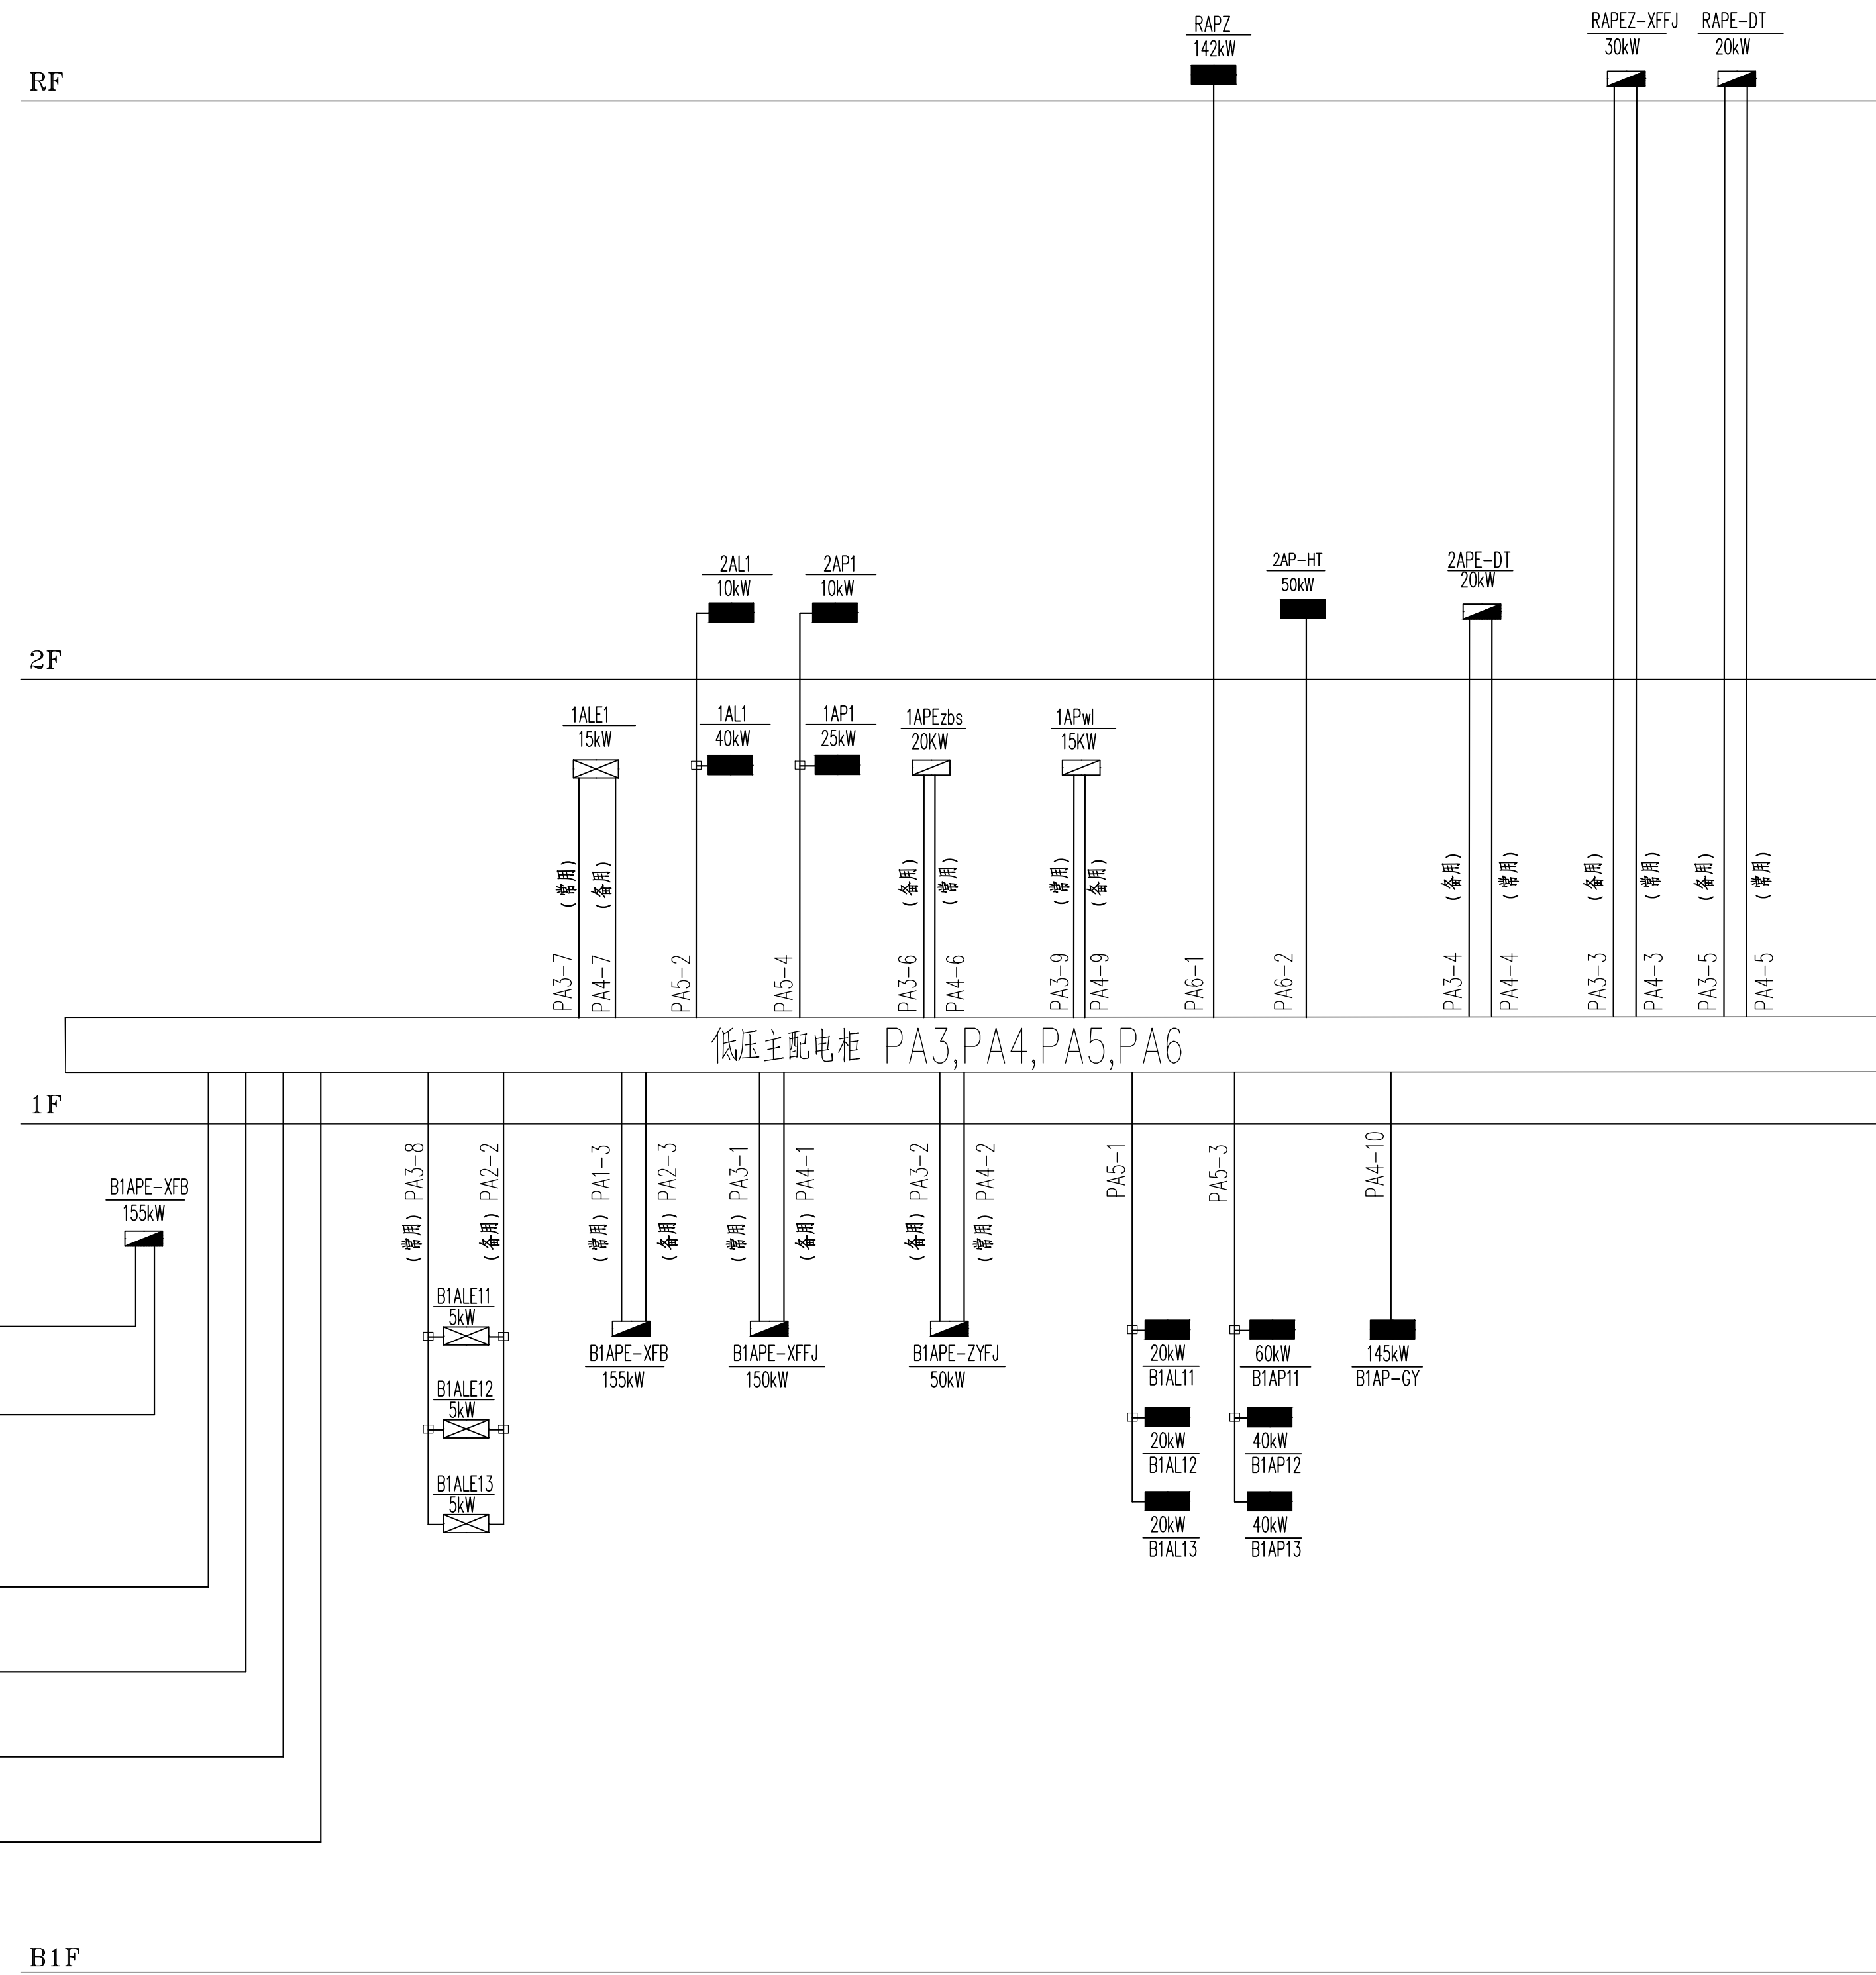 RAPZ
142kW
RAPEZ-XFFJ
30kW
RAPE-DT
20kW
RF
2AL1
10kW
2AP1
10kW
2AP-HT
50kW
2APE-DT
20kW
2F
1ALE1
15kW
1AL1
40kW
1AP1
25kW
1APEzbs
20KW
1APwl
15KW
PA3-7 (常用)
PA4-7 (备用)
PA5-2
PA5-4
PA3-6 (备用)
PA4-6 (常用)
PA3-9 (常用)
PA4-9 (备用)
PA6-1
PA6-2
PA3-4 (备用)
PA4-4 (常用)
PA3-3 (备用)
PA4-3 (常用)
PA3-5 (备用)
PA4-5 (常用)
低压主配电柜 PA3,PA4,PA5,PA6
1F
B1APE-XFB
155kW
(常用) PA3-8
(备用) PA2-2
(常用) PA1-3
(备用) PA2-3
(常用) PA3-1
(备用) PA4-1
(备用) PA3-2
(常用) PA4-2
PA5-1
PA5-3
PA4-10
B1ALE11
5kW
B1ALE12
5kW
B1ALE13
5kW
B1APE-XFB
155kW
B1APE-XFFJ
150kW
B1APE-ZYFJ
50kW
20kW
B1AL11
20kW
B1AL12
20kW
B1AL13
60kW
B1AP11
40kW
B1AP12
40kW
B1AP13
145kW
B1AP-GY
B1F